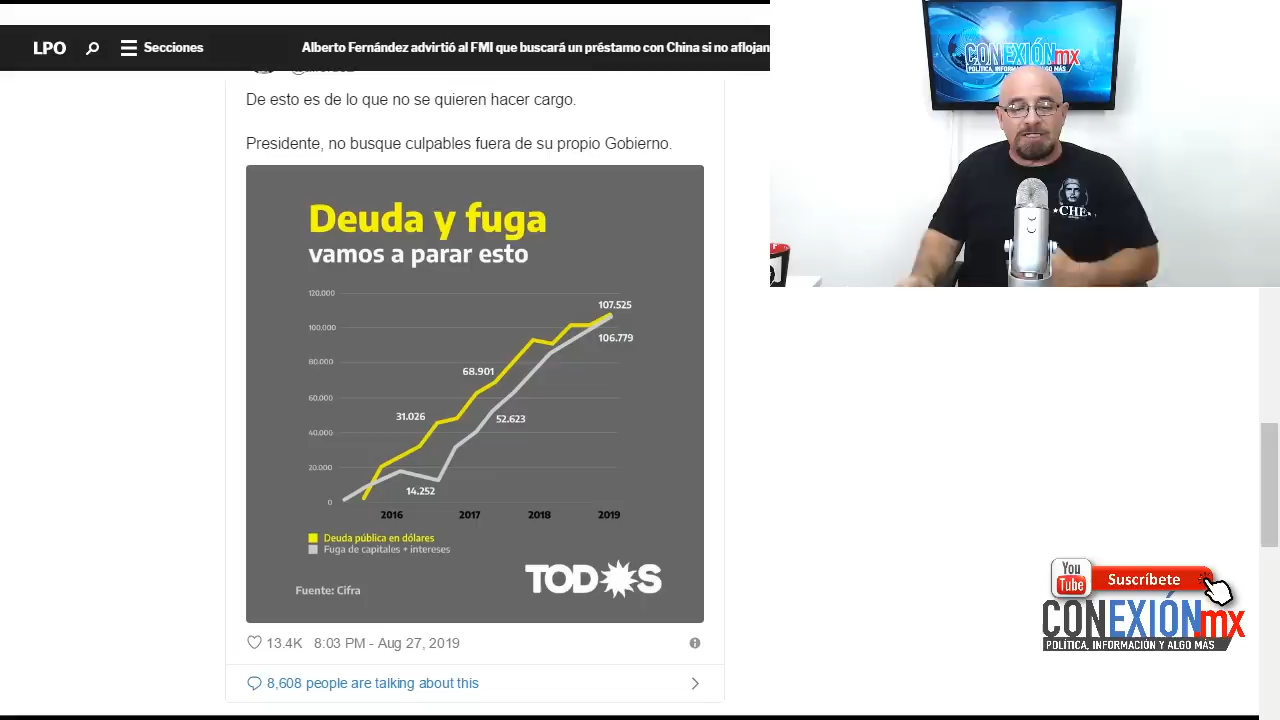 LPO
Secciones
Alberto Fernández advirtió al FMI que buscará un préstamo con China si no aflojan
CONEXIÓNmx
POLÍTICA, INFORMACIÓN Y ALGO MÁS
CHE
De esto es de lo que no se quieren hacer cargo.
Presidente, no busque culpables fuera de su propio Gobierno.
Deuda y fuga
vamos a parar esto
120.000
107.525
100.000
106.779
80.000
68.901
60.000
31.026
52.623
40.000
20.000
14.252
0
2016 2017 2018 2019
Deuda pública en dólares
Fuga de capitales + intereses
Fuente: Cifra
TODOS
13.4K 8:03 PM - Aug 27, 2019
8,608 people are talking about this
You
Tube
Suscríbete
CONEXIÓN.mx
POLÍTICA, INFORMACIÓN Y ALGO MÁS